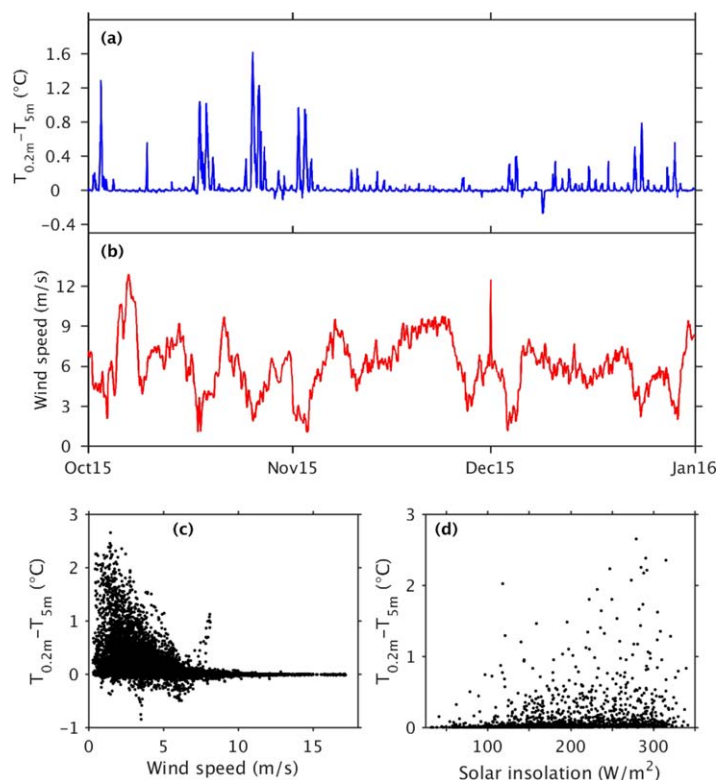 (a)
1.6
1.2
0.8
0.4
0
−0.4
T0.2m−T5m (°C)
(b)
12
9
6
3
0
Wind speed (m/s)
Oct15 Nov15 Dec15 Jan16
(c)
3
2
1
0
−1
T0.2m−T5m (°C)
0 5 10 15
Wind speed (m/s)
(d)
3
2
1
0
T0.2m−T5m (°C)
100 200 300
Solar insolation (W/m²)